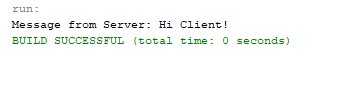 run:
Message from Server: Hi Client!
BUILD SUCCESSFUL (total time: 0 seconds)